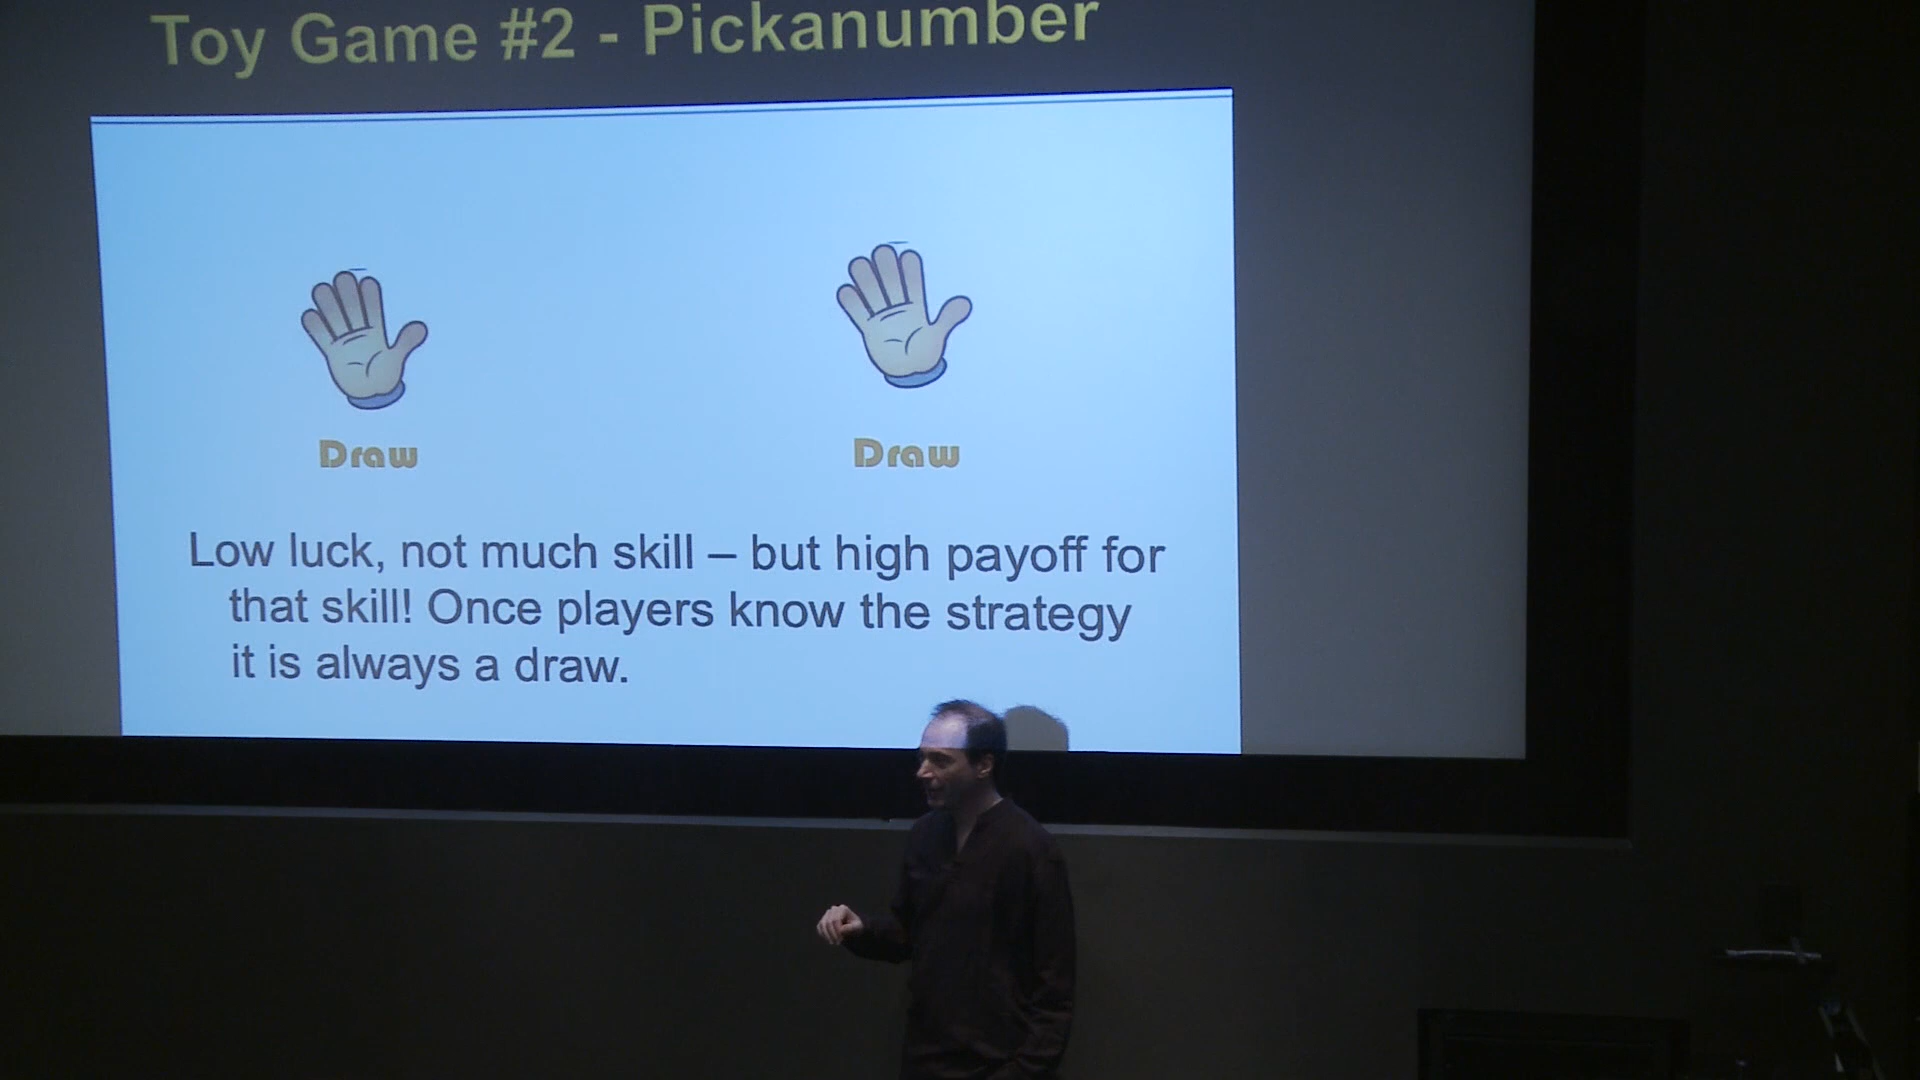 Toy Game #2 - Pickanumber
Draw
Draw
Low luck, not much skill – but high payoff for
that skill! Once players know the strategy
it is always a draw.